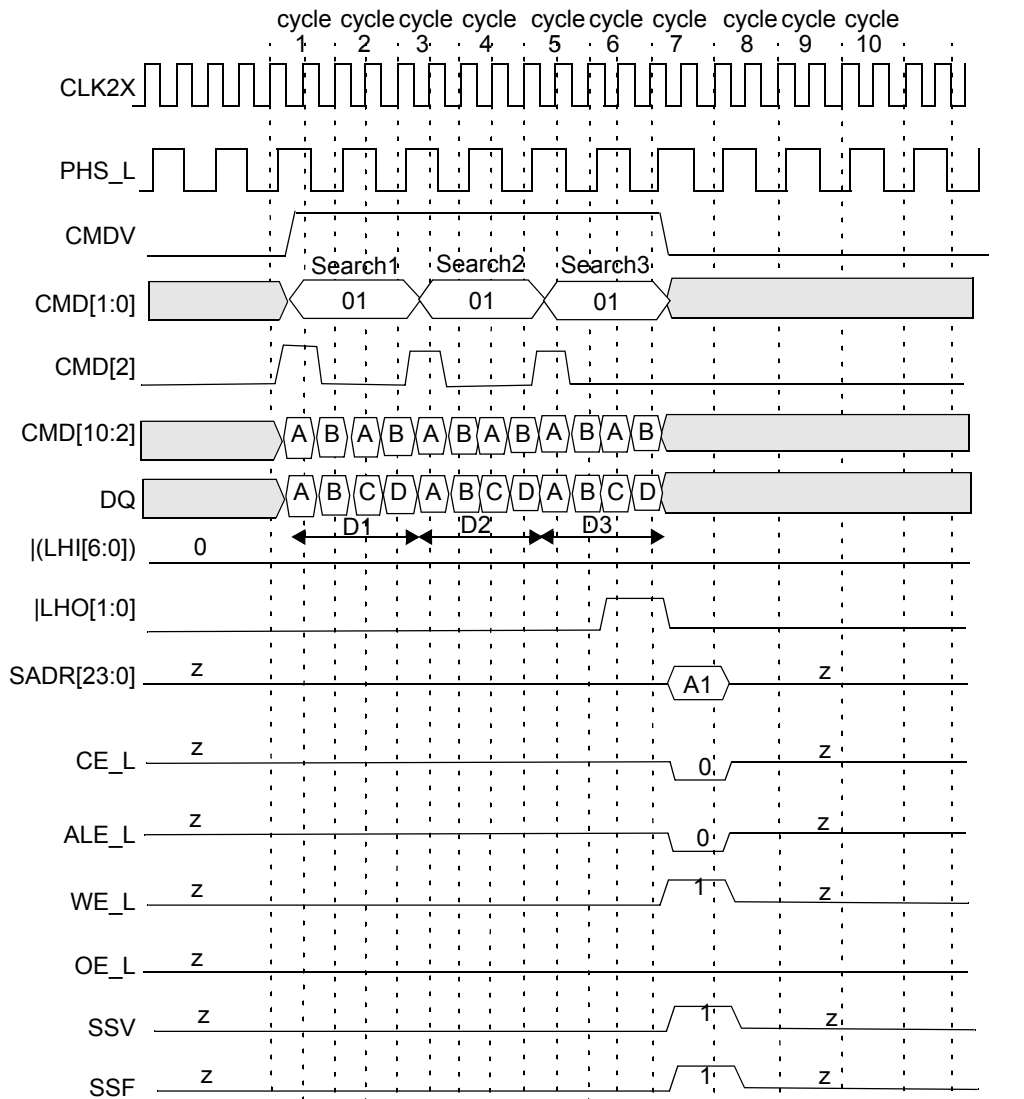 cycle cycle cycle cycle cycle cycle cycle cycle cycle cycle
1 2 3 4 5 6 7 8 9 10
CLK2X
PHS_L
CMDV
Search1 Search2 Search3
CMD[1:0] 01 01 01
CMD[2]
CMD[10:2] A B A B A B A B A B A B
DQ A B C D A B C D A B C D
D1 D2 D3
|(LHI[6:0]) 0
|LHO[1:0]
SADR[23:0] z A1 z
CE_L z 0 z
ALE_L z 0 z
WE_L z 1 z
OE_L z
SSV z 1 z
SSF z 1 z